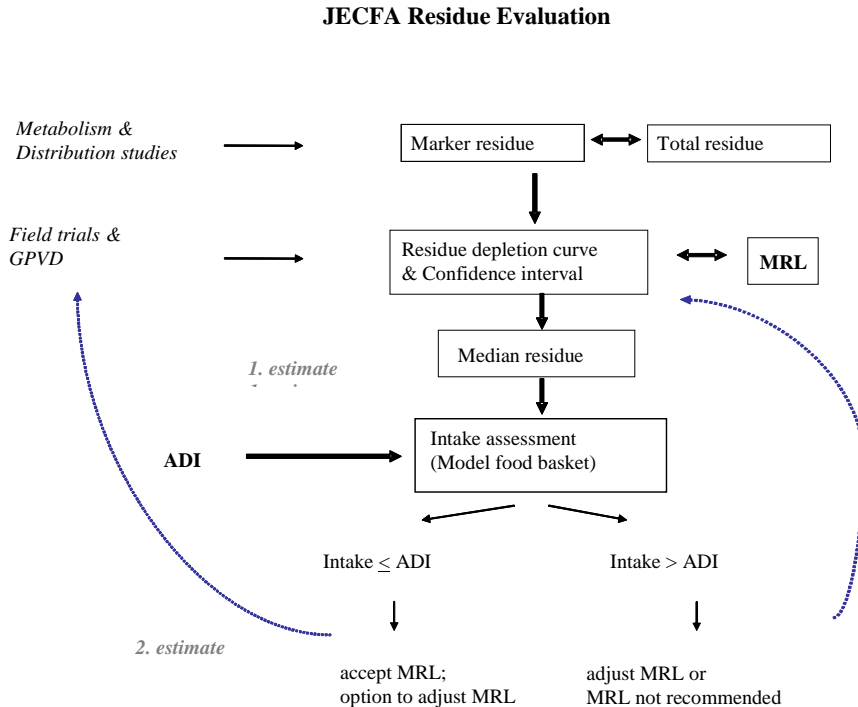 JECFA Residue Evaluation
Metabolism &
Distribution studies
Marker residue
Total residue
Field trials &
GPVD
Residue depletion curve
& Confidence interval
MRL
Median residue
1. estimate
ADI
Intake assessment
(Model food basket)
Intake ≤ ADI
Intake > ADI
2. estimate
accept MRL;
option to adjust MRL
adjust MRL or
MRL not recommended